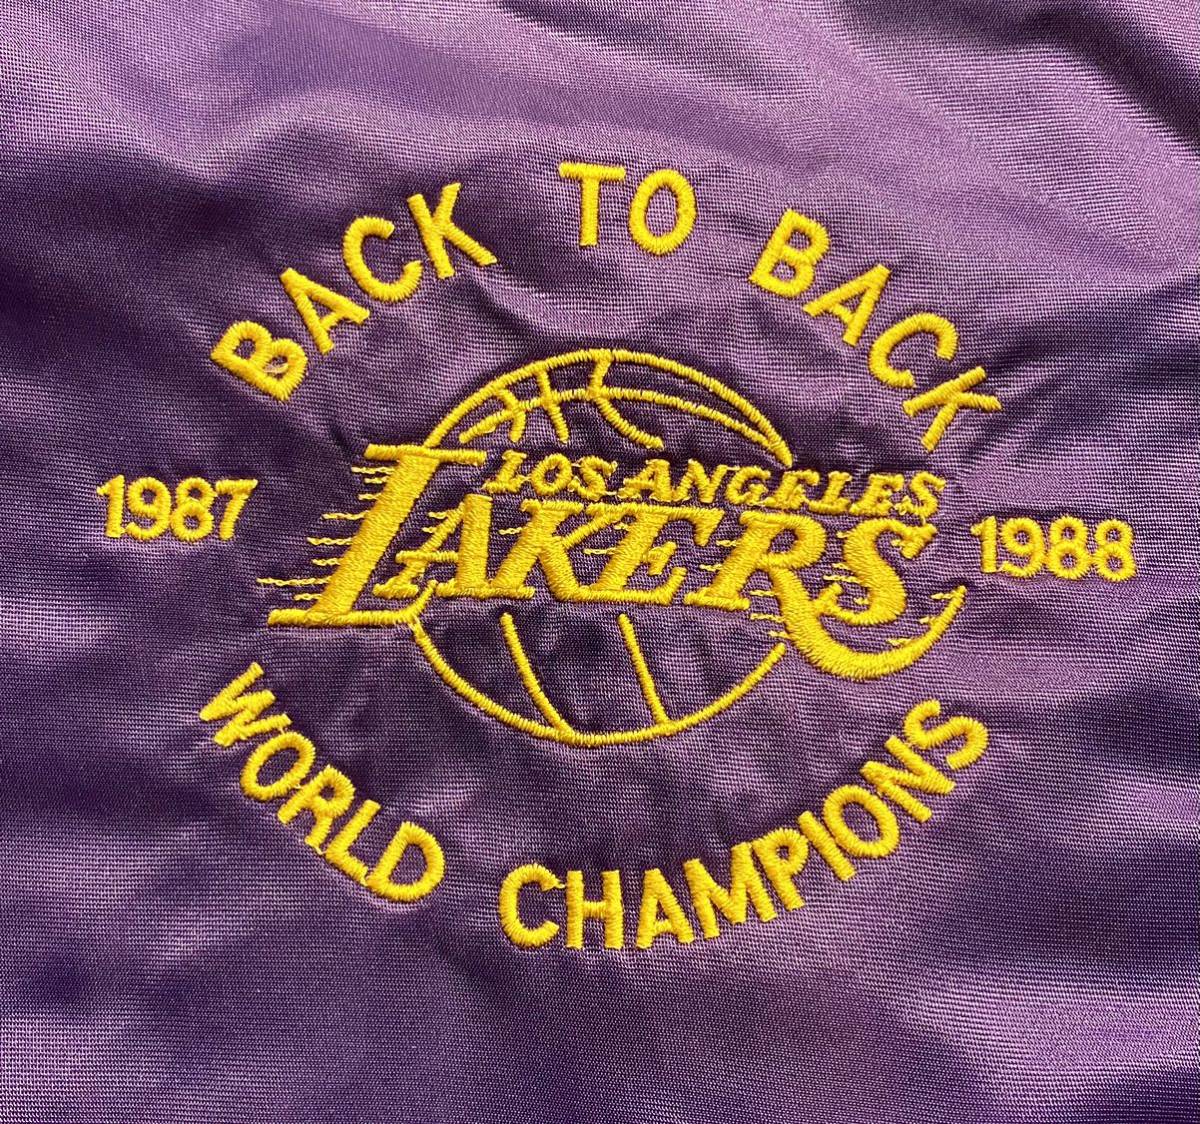 BACK TO BACK
1987
LOS ANGELES
LAKERS
1988
WORLD CHAMPIONS